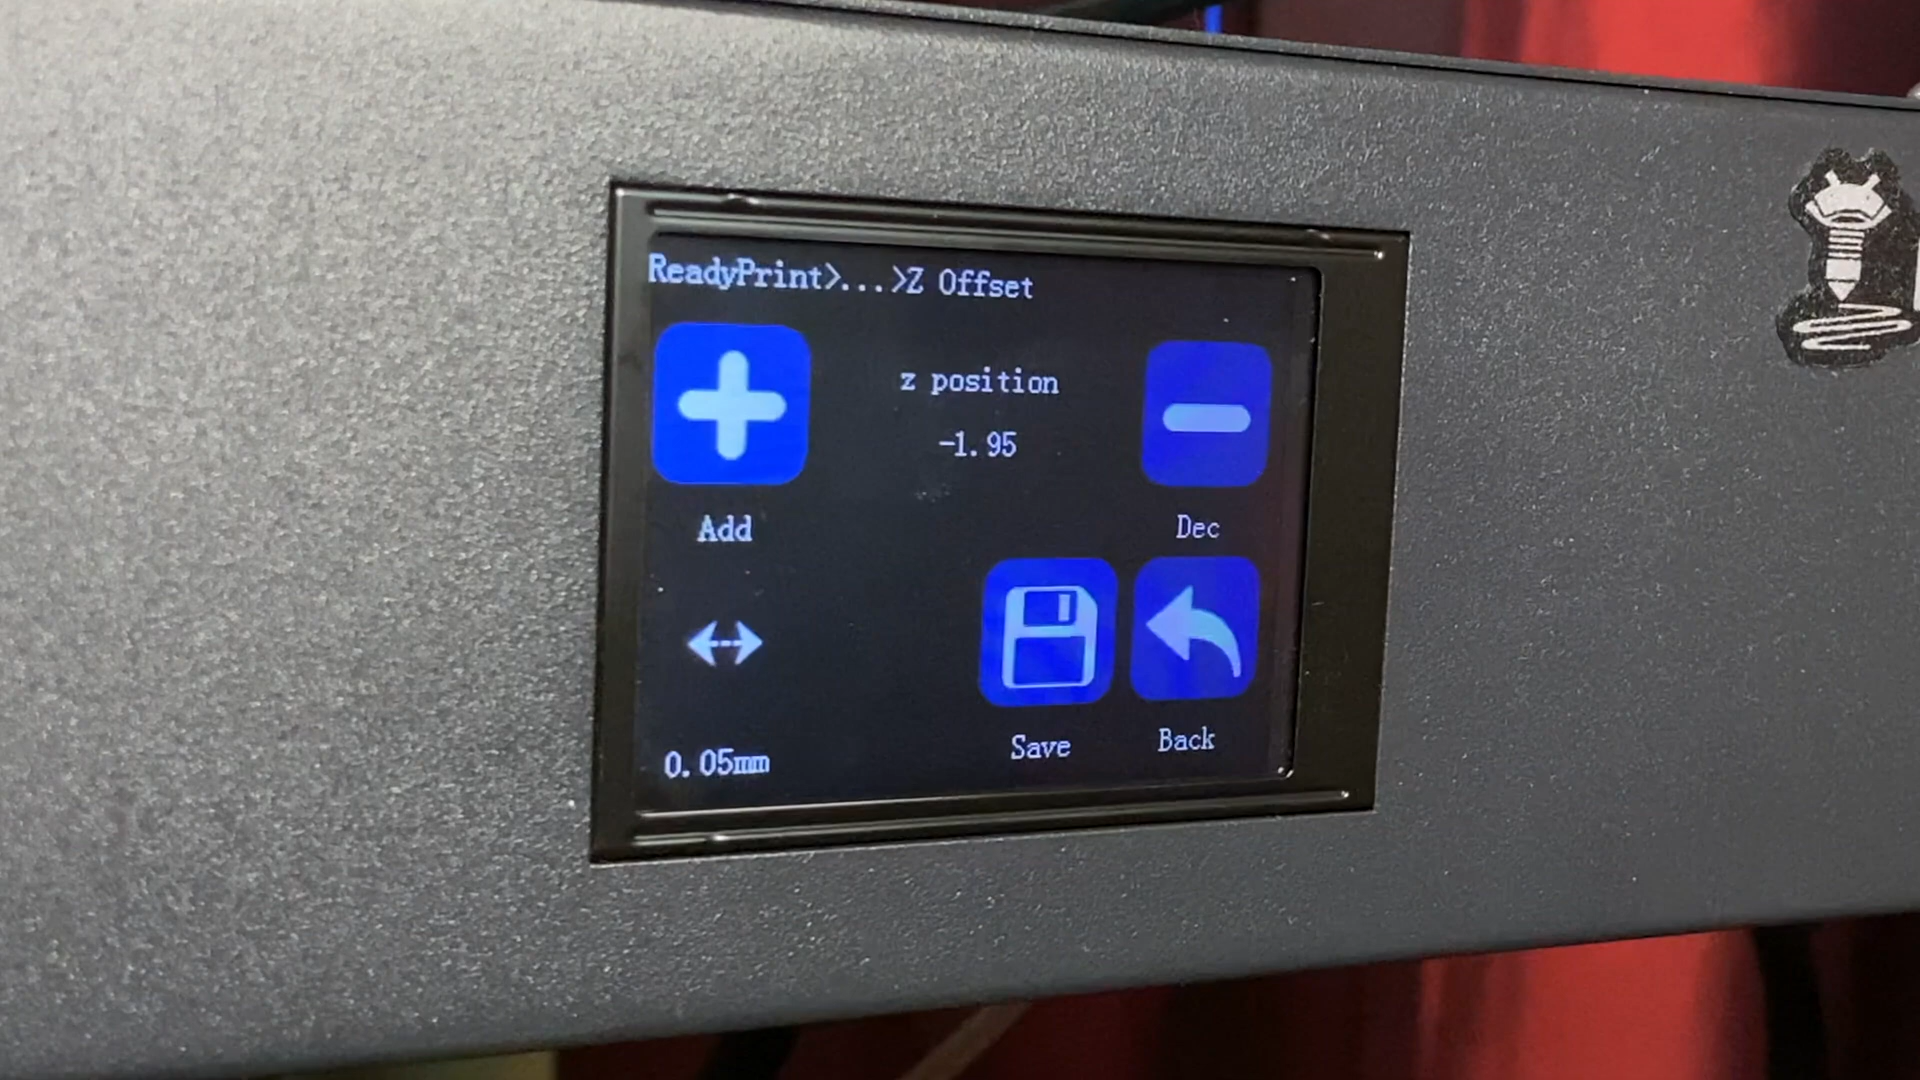 ReadyPrint>...>Z Offset
z position
-1.95
Add
Dec
0.05mm
Save
Back